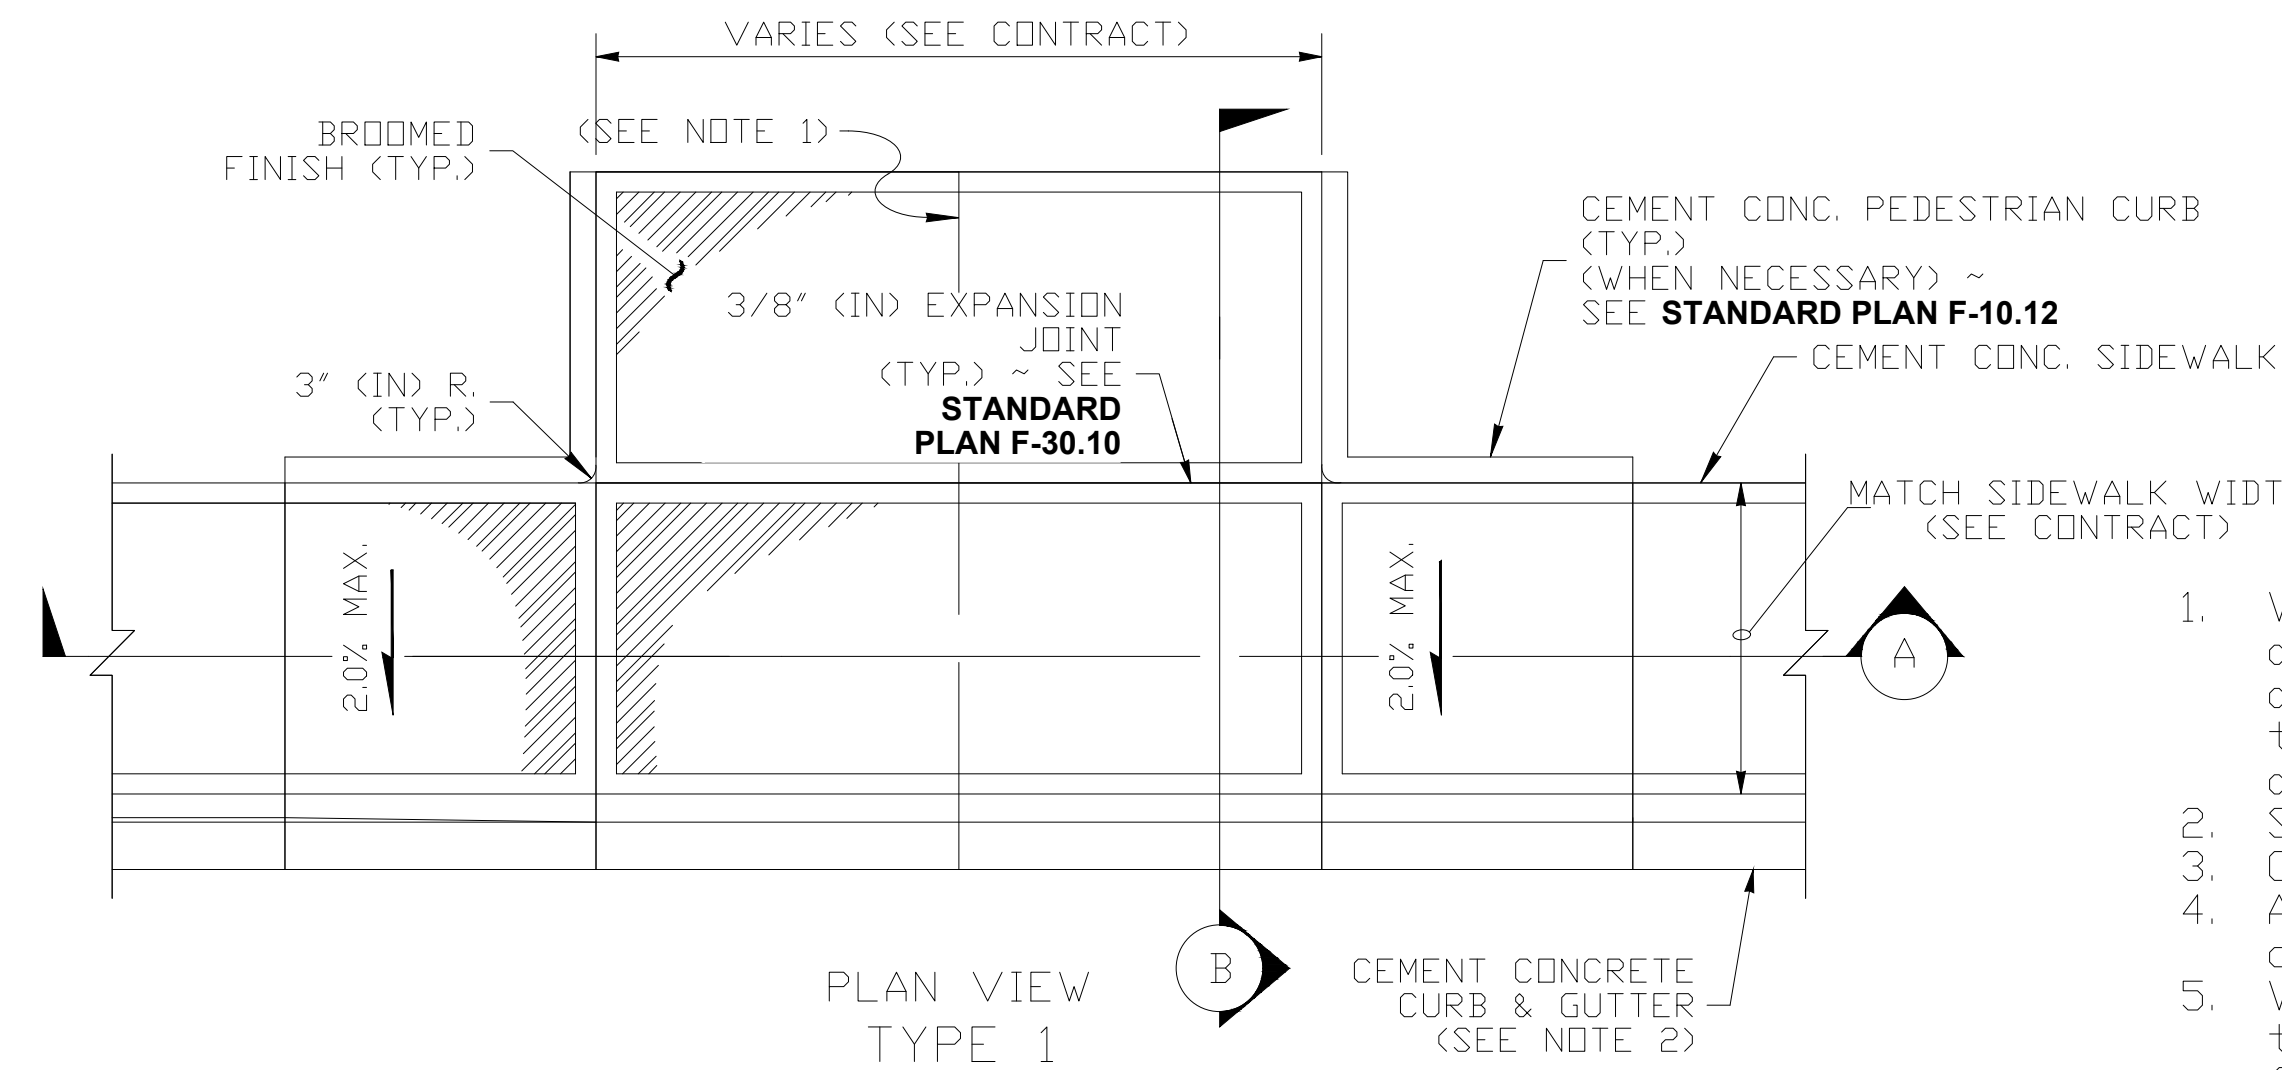 VARIES (SEE CONTRACT)
BROOMED
FINISH (TYP.)
(SEE NOTE 1)
CEMENT CONC. PEDESTRIAN CURB
(TYP.)
(WHEN NECESSARY) ~
SEE STANDARD PLAN F-10.12
3/8" (IN) EXPANSION
JOINT
(TYP.) ~ SEE
STANDARD
PLAN F-30.10
CEMENT CONC. SIDEWALK
3" (IN) R.
(TYP.)
MATCH SIDEWALK WIDT
(SEE CONTRACT)
2.0% MAX.
2.0% MAX.
A
B
PLAN VIEW
TYPE 1
CEMENT CONCRETE
CURB & GUTTER
(SEE NOTE 2)
1.
2.
3.
4.
5.